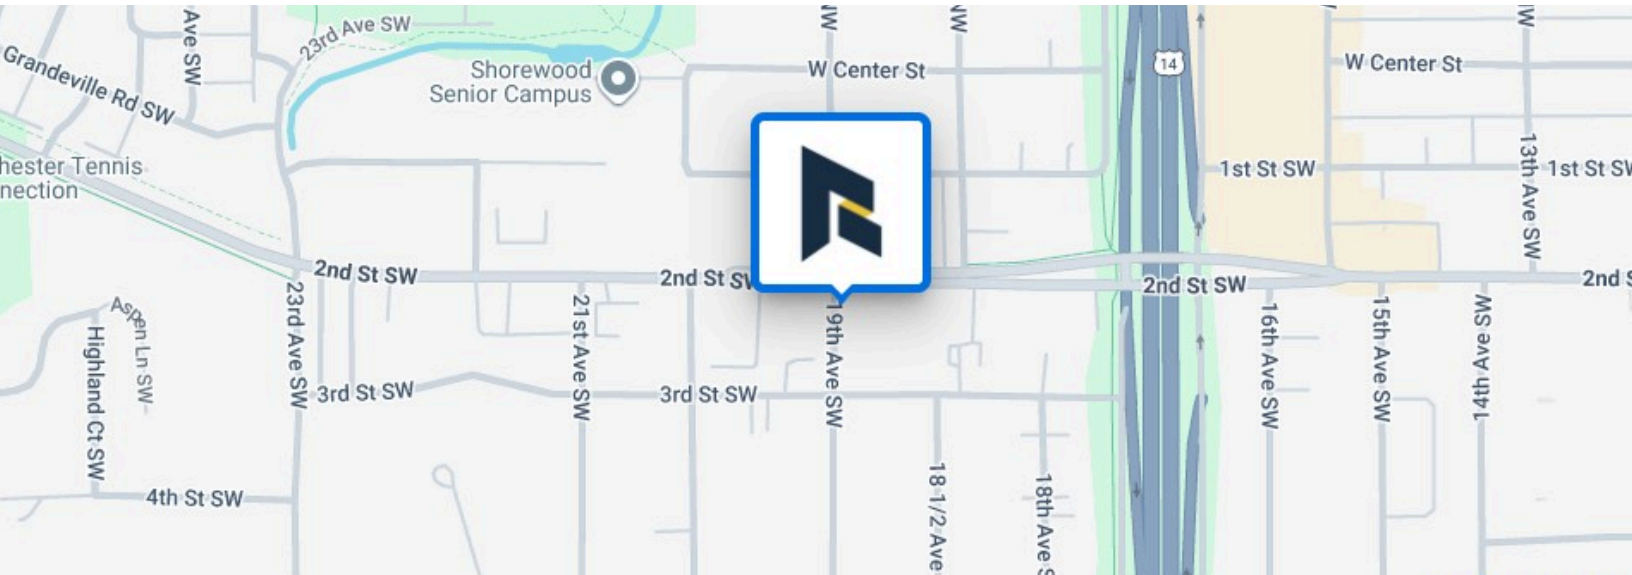 Ave SW
23rd Ave SW
NW
NW
NW
Grandeville Rd SW
Shorewood
Senior Campus
W Center St
14
W Center St
hester Tennis
nection
1st St SW
13th Ave SW
1st St SW
2nd St SW
2nd St SW
2nd St SW
2nd S
Aspen Ln SW
Highland Ct SW
23rd Ave SW
21st Ave SW
19th Ave SW
16th Ave SW
15th Ave SW
14th Ave SW
3rd St SW
3rd St SW
4th St SW
18 1/2 Ave
18th Ave S